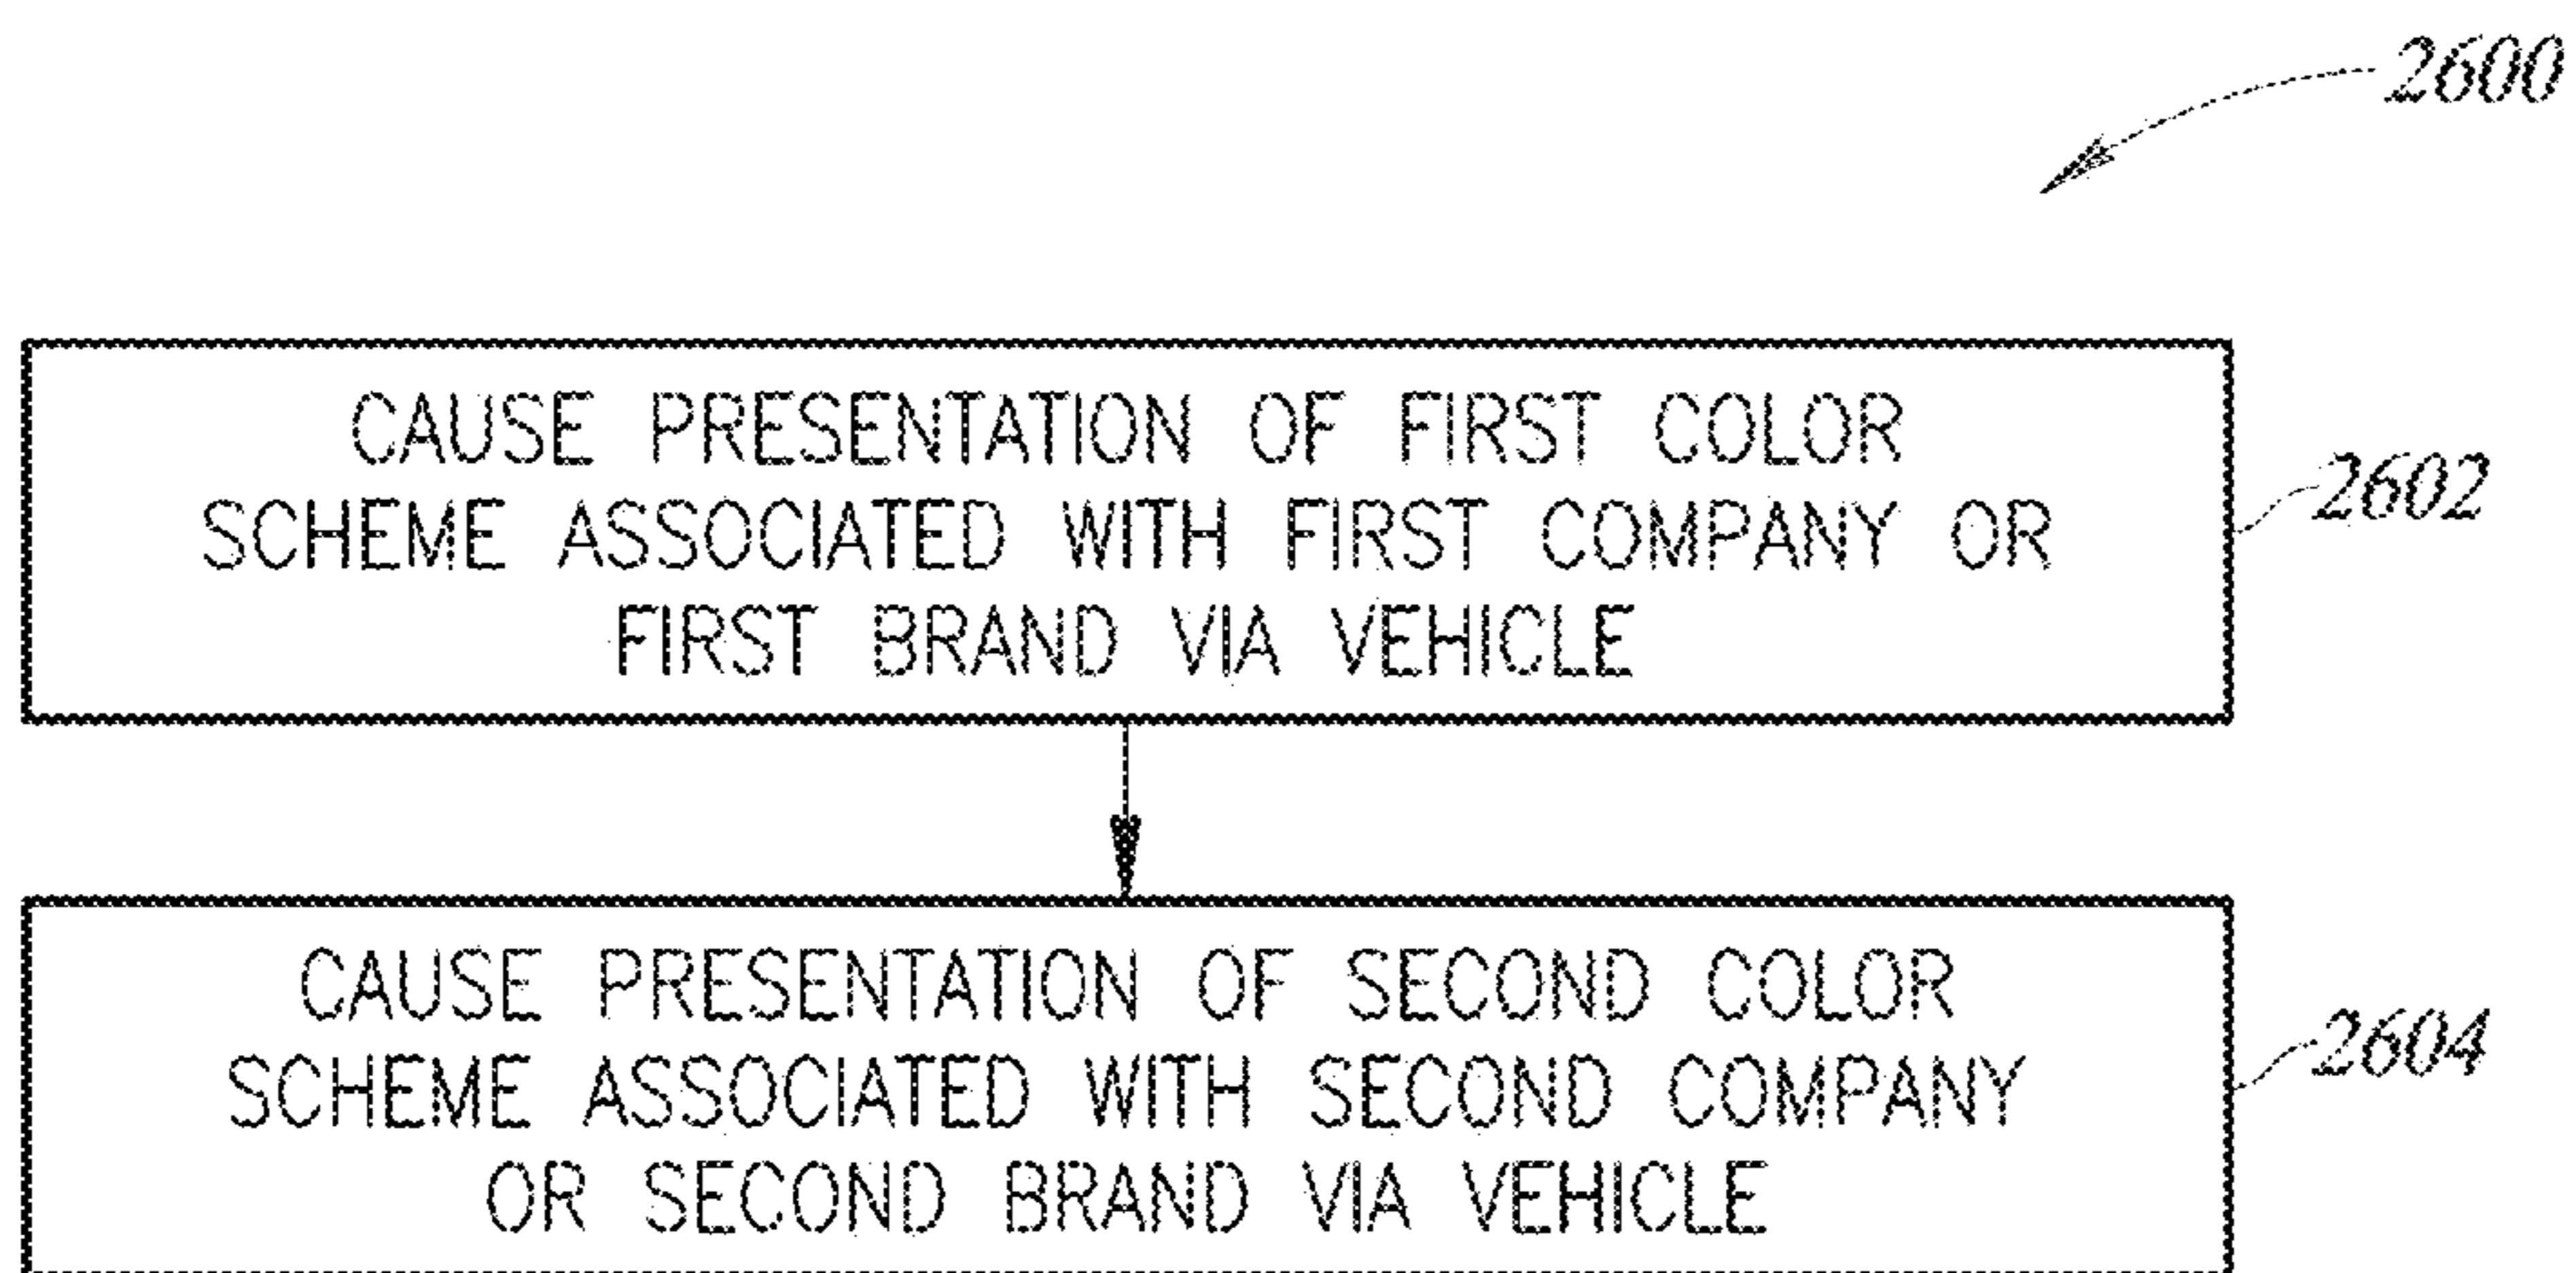 2600
CAUSE PRESENTATION OF FIRST COLOR
SCHEME ASSOCIATED WITH FIRST COMPANY OR
FIRST BRAND VIA VEHICLE
2602
CAUSE PRESENTATION OF SECOND COLOR
SCHEME ASSOCIATED WITH SECOND COMPANY
OR SECOND BRAND VIA VEHICLE
2604